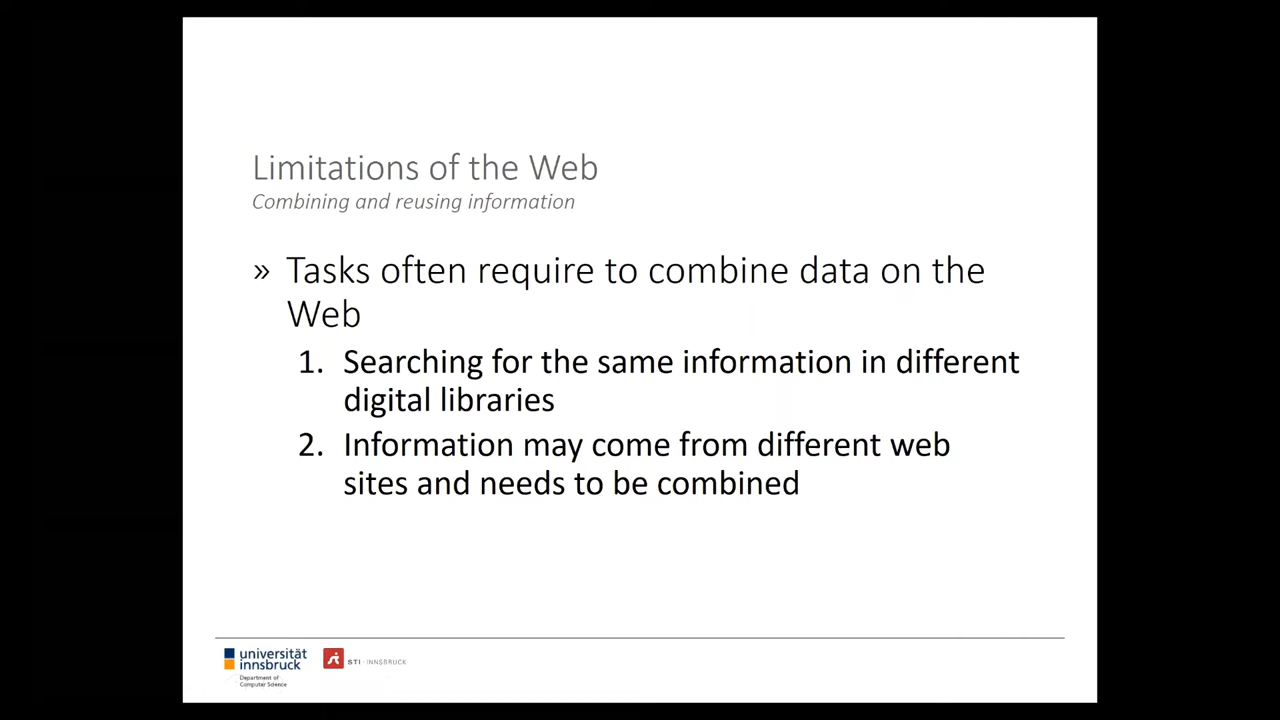 Limitations of the Web
Combining and reusing information
» Tasks often require to combine data on the
Web
1. Searching for the same information in different
digital libraries
2. Information may come from different web
sites and needs to be combined
universität
innsbruck
Department of
Computer Science
STI · INNSBRUCK